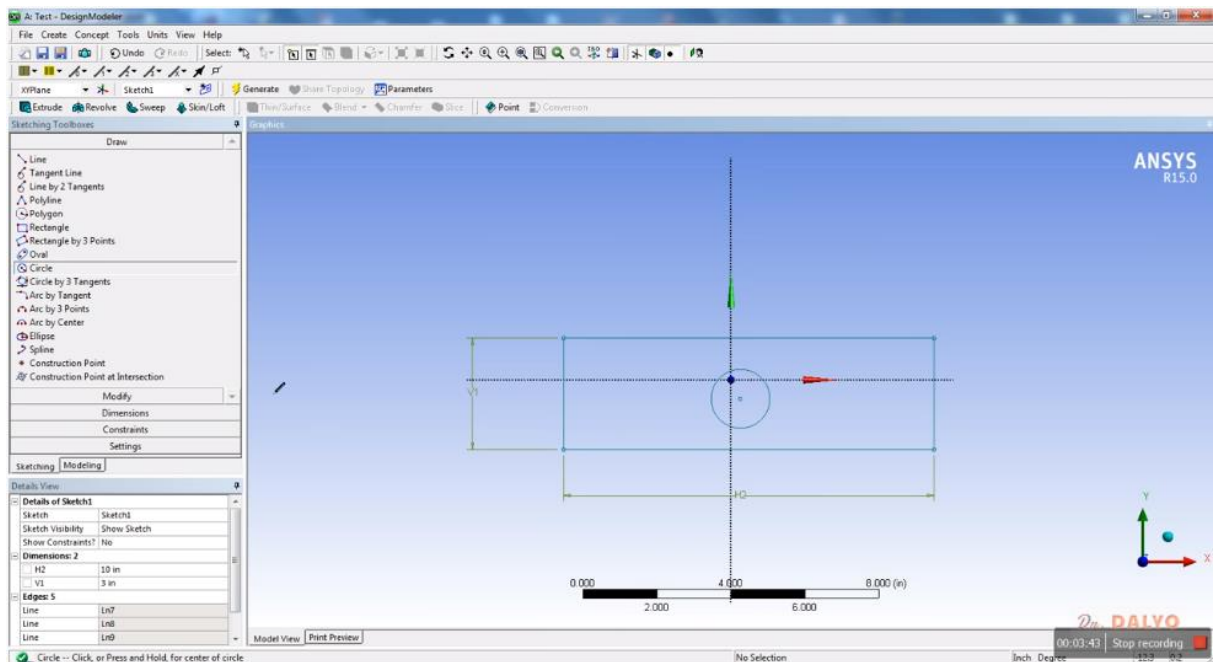 A: Test - DesignModeler
File Create Concept Tools Units View Help
Undo Redo Select:
XYPlane Sketch1 Generate Share Topology Parameters
Extrude Revolve Sweep Skin/Loft Thin/Surface Blend Chamfer Slice Point Conversion
Sketching Toolboxes
Draw
Line
Tangent Line
Line by 2 Tangents
Polyline
Polygon
Rectangle
Rectangle by 3 Points
Oval
Circle
Circle by 3 Tangents
Arc by Tangent
Arc by 3 Points
Arc by Center
Ellipse
Spline
Construction Point
Construction Point at Intersection
Modify
Dimensions
Constraints
Settings
Sketching Modeling
Details View
Details of Sketch1
Sketch Sketch1
Sketch Visibility Show Sketch
Show Constraints? No
Dimensions: 2
H2 10 in
V1 3 in
Edges: 5
Line Ln7
Line Ln8
Line Ln9
Graphics
ANSYS
R15.0
V1
H2
Y
X
0.000 4.000 8.000 (in)
2.000 6.000
Model View Print Preview
Dr. DALYO
00:03:43 Stop recording
Circle -- Click, or Press and Hold, for center of circle No Selection Inch Degree